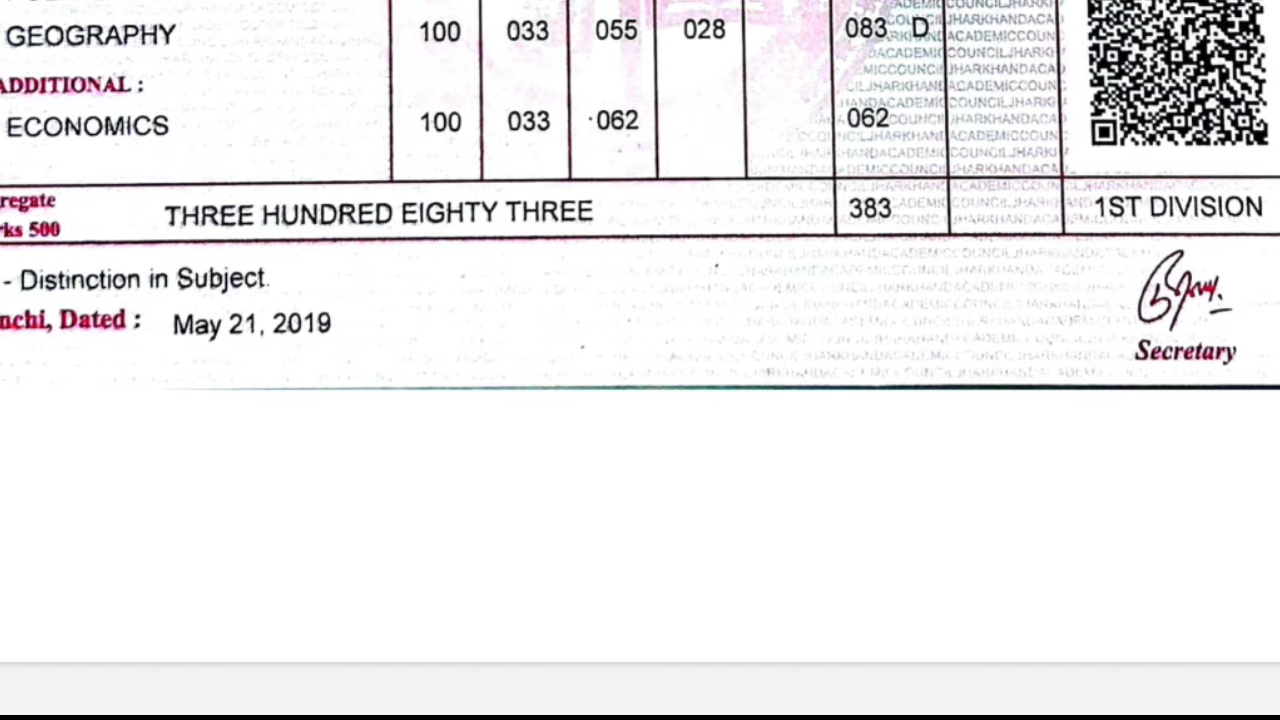 GEOGRAPHY 100 033 055 028 083 D
ADDITIONAL :
ECONOMICS 100 033 062 062
regate
rks 500 THREE HUNDRED EIGHTY THREE 383 1ST DIVISION
- Distinction in Subject.
nchi, Dated : May 21, 2019
Secretary